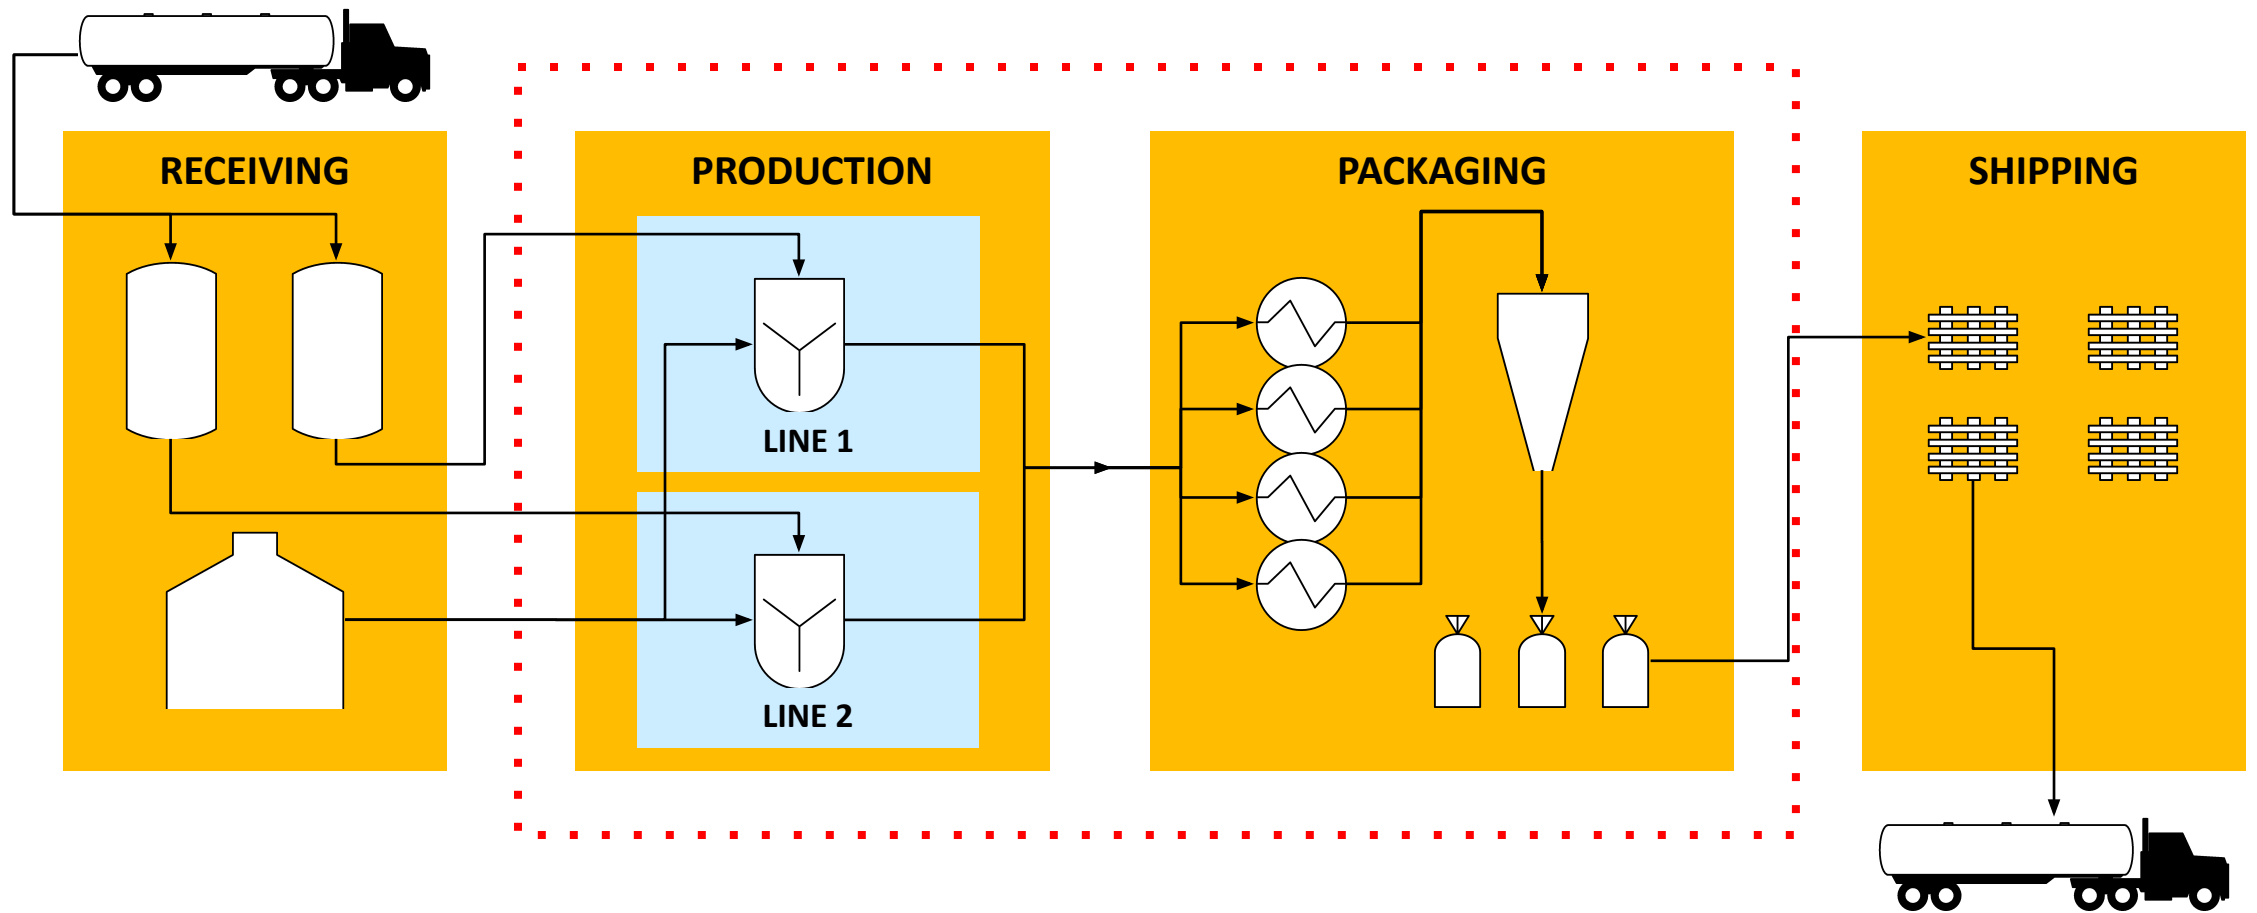 RECEIVING
PRODUCTION
PACKAGING
SHIPPING
LINE 1
LINE 2